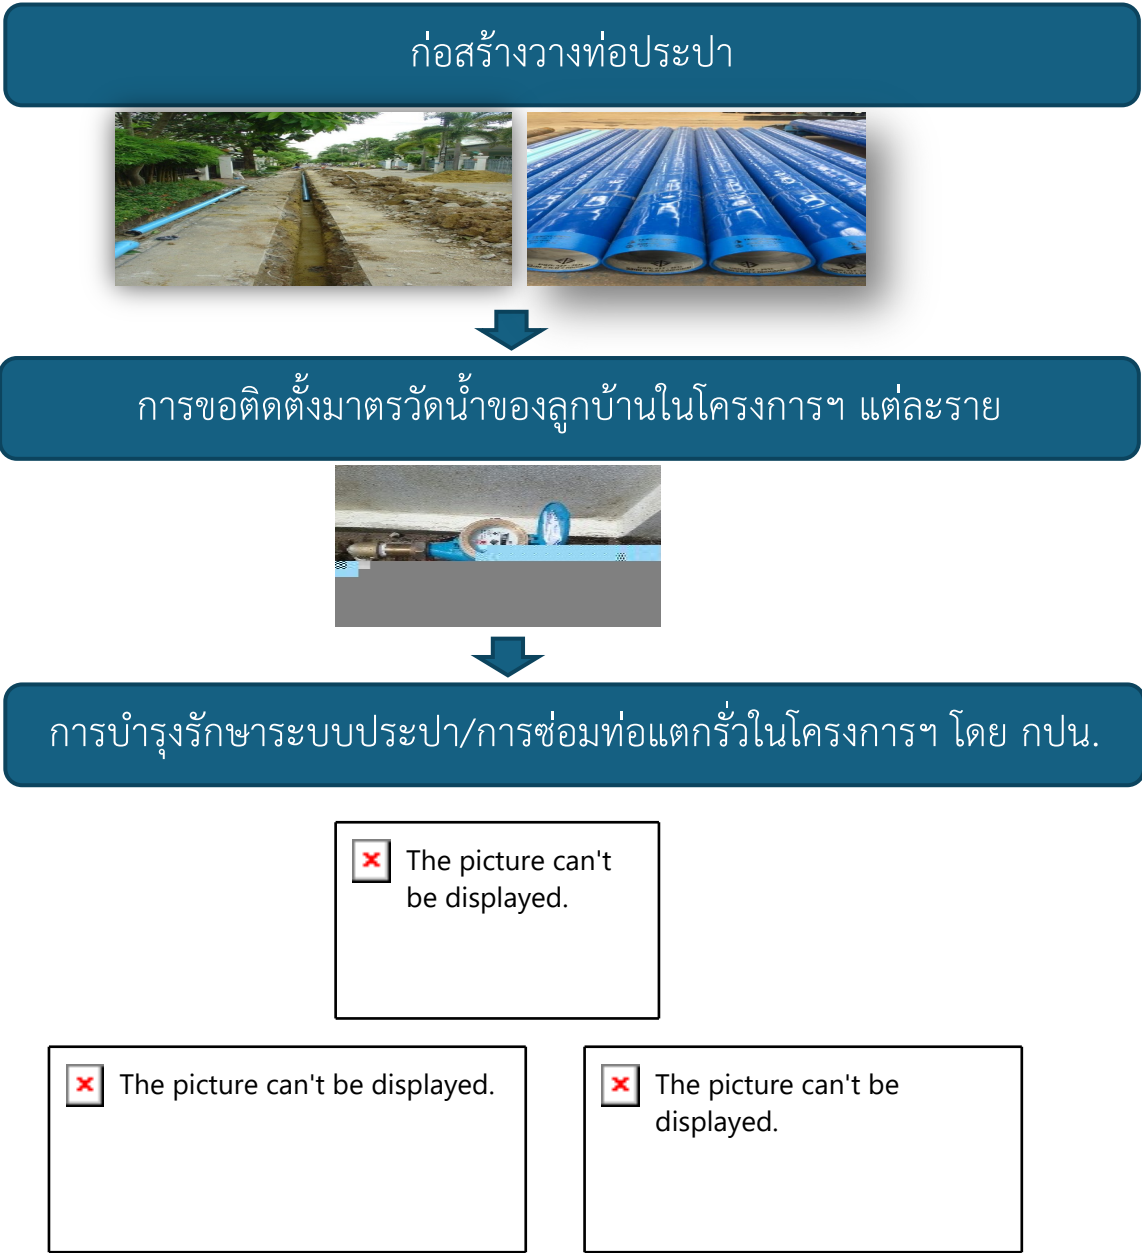 ก่อสร้างวางท่อประปา
การขอติดตั้งมาตรวัดน้ำของลูกบ้านในโครงการฯ แต่ละราย
การบำรุงรักษาระบบประปา/การซ่อมท่อแตกรั่วในโครงการฯ โดย กปน.
The picture can't
be displayed.
The picture can't be displayed.
The picture can't be
displayed.